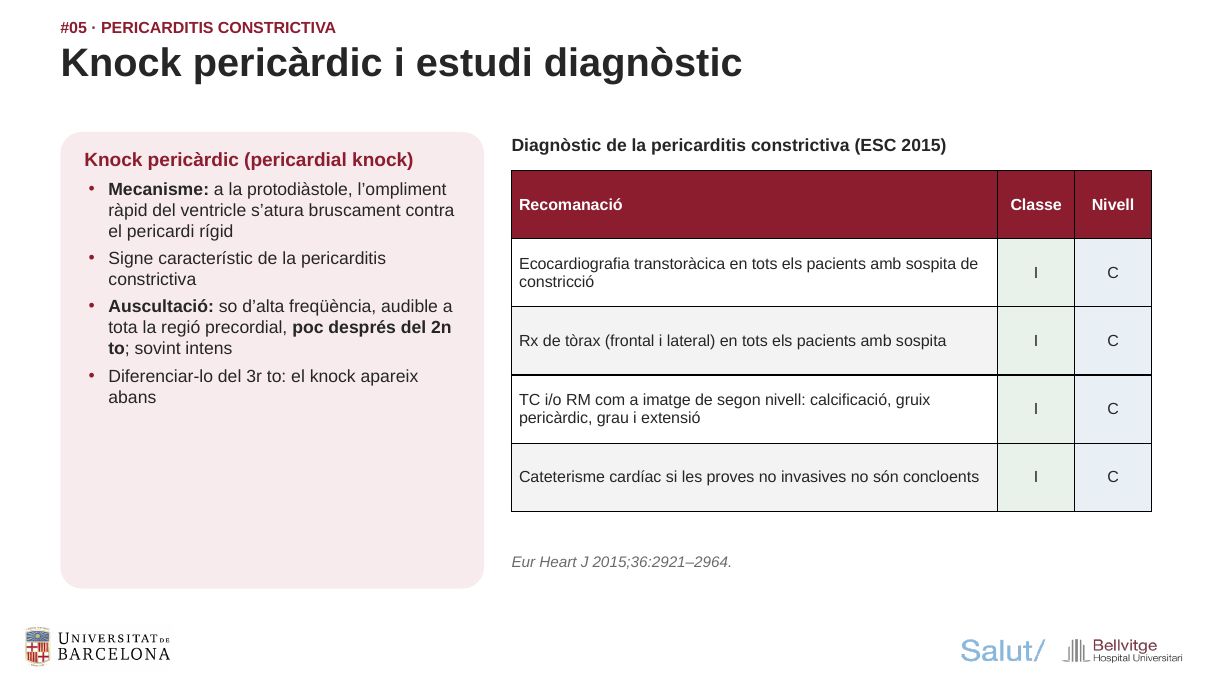 #05 · PERICARDITIS CONSTRICTIVA
Knock pericàrdic i estudi diagnòstic
Knock pericàrdic (pericardial knock)
• Mecanisme: a la protodiàstole, l’ompliment
ràpid del ventricle s’atura bruscament contra
el pericardi rígid
• Signe característic de la pericarditis
constrictiva
• Auscultació: so d’alta freqüència, audible a
tota la regió precordial, poc després del 2n
to; sovint intens
• Diferenciar-lo del 3r to: el knock apareix
abans
Diagnòstic de la pericarditis constrictiva (ESC 2015)
Recomanació Classe Nivell
Ecocardiografia transtoràcica en tots els pacients amb sospita de
constricció I C
Rx de tòrax (frontal i lateral) en tots els pacients amb sospita I C
TC i/o RM com a imatge de segon nivell: calcificació, gruix
pericàrdic, grau i extensió I C
Cateterisme cardíac si les proves no invasives no són concloents I C
Eur Heart J 2015;36:2921–2964.
UNIVERSITAT DE
BARCELONA
Salut/
Bellvitge
Hospital Universitari